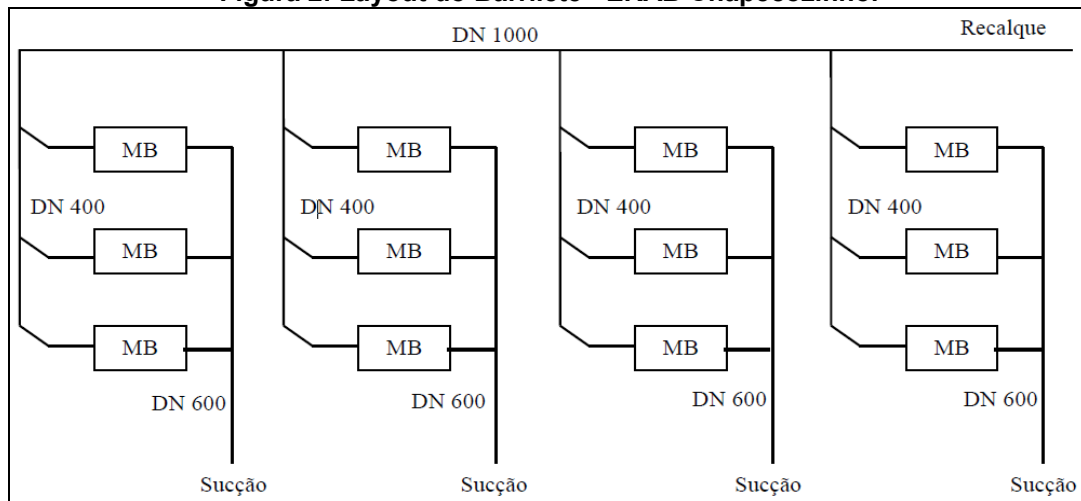 DN 1000 Recalque
MB MB MB MB
DN 400 DN 400 DN 400 DN 400
MB MB MB MB
MB MB MB MB
DN 600 DN 600 DN 600 DN 600
Sucção Sucção Sucção Sucção